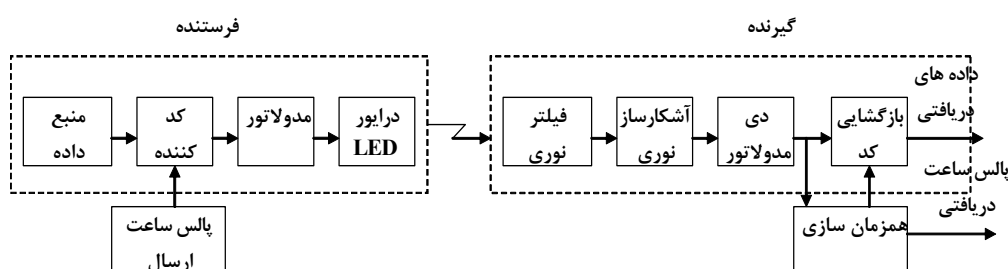 فرستنده
گیرنده
منبع
داده
کد
کننده
مدولاتور
درایور
LED
فیلتر
نوری
آشکارساز
نوری
دی
مدولاتور
بازگشایی
کد
داده های
دریافتی
پالس ساعت
دریافتی
پالس ساعت
ارسال
همزمان سازی